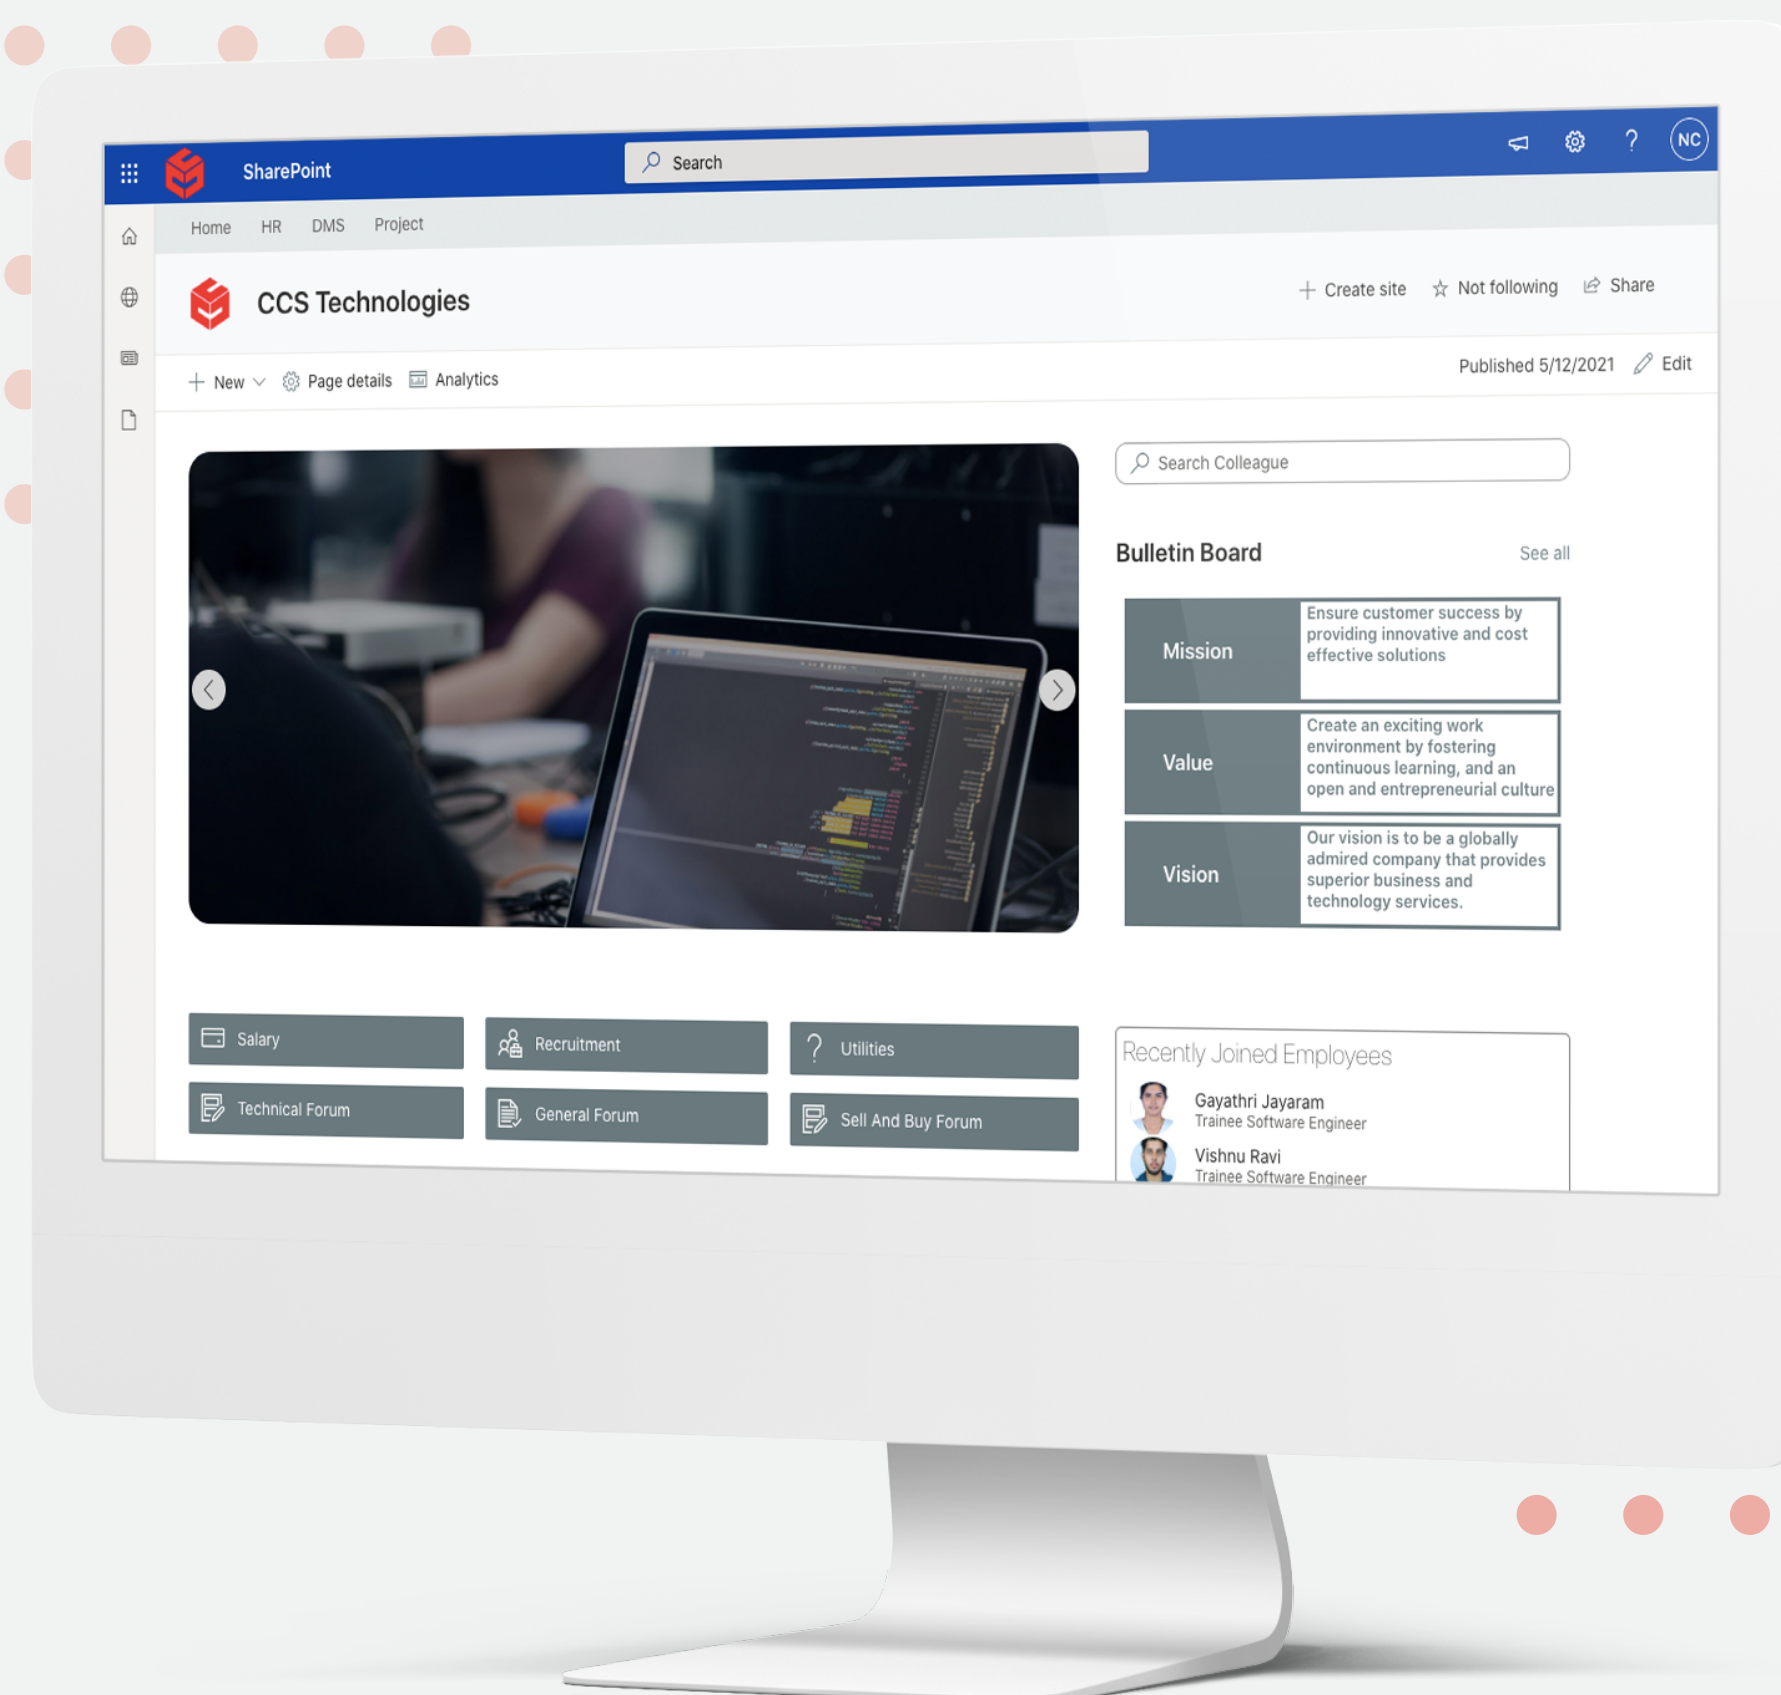 SharePoint
Search
NC
Home HR DMS Project
CCS Technologies
Create site Not following Share
New Page details Analytics
Published 5/12/2021 Edit
Search Colleague
Bulletin Board See all
Mission
Ensure customer success by
providing innovative and cost
effective solutions
Value
Create an exciting work
environment by fostering
continuous learning, and an
open and entrepreneurial culture
Vision
Our vision is to be a globally
admired company that provides
superior business and
technology services.
Salary Recruitment Utilities
Technical Forum General Forum Sell And Buy Forum
Recently Joined Employees
Gayathri Jayaram
Trainee Software Engineer
Vishnu Ravi
Trainee Software Engineer